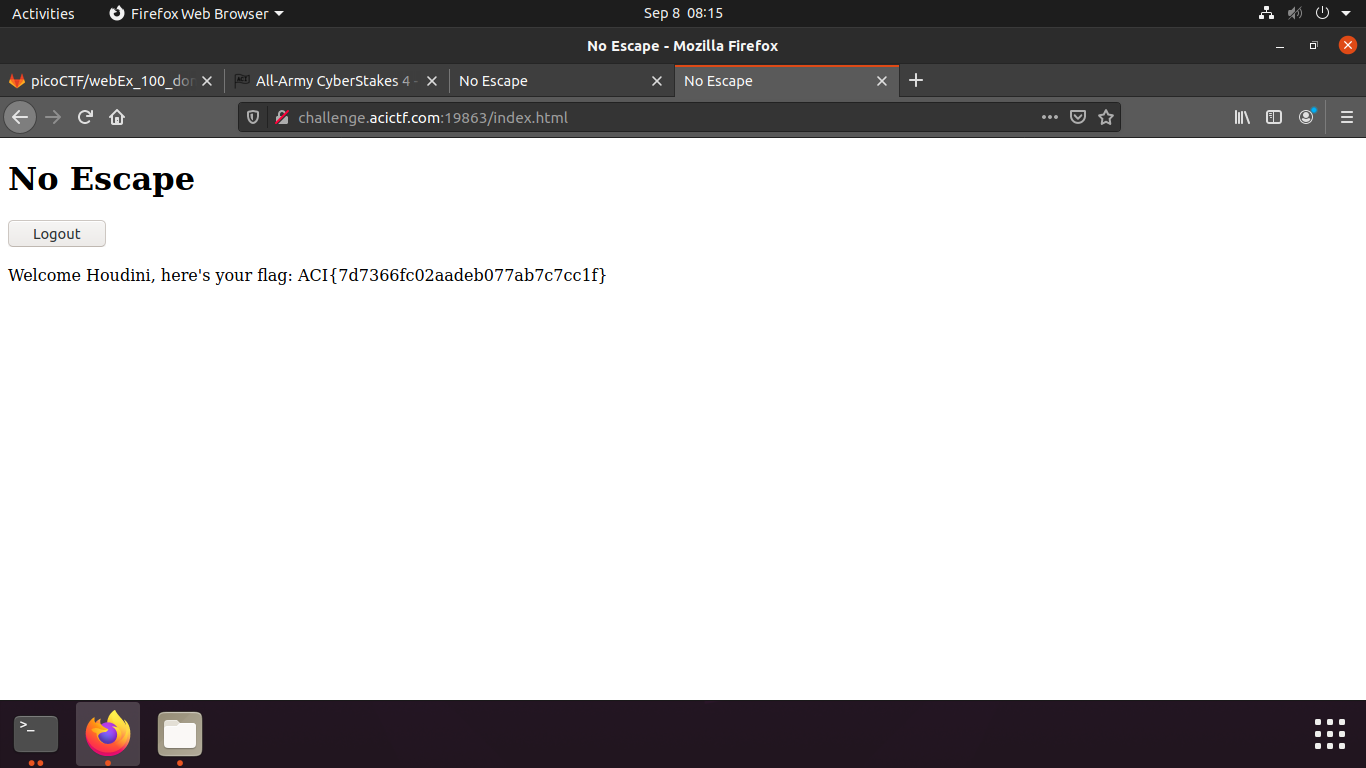 Activities Firefox Web Browser Sep 8 08:15
No Escape - Mozilla Firefox
picoCTF/webEx_100_dor All-Army CyberStakes 4 - No Escape No Escape
challenge.acictf.com:19863/index.html
No Escape
Logout
Welcome Houdini, here's your flag: ACI{7d7366fc02aadeb077ab7c7cc1f}
>_